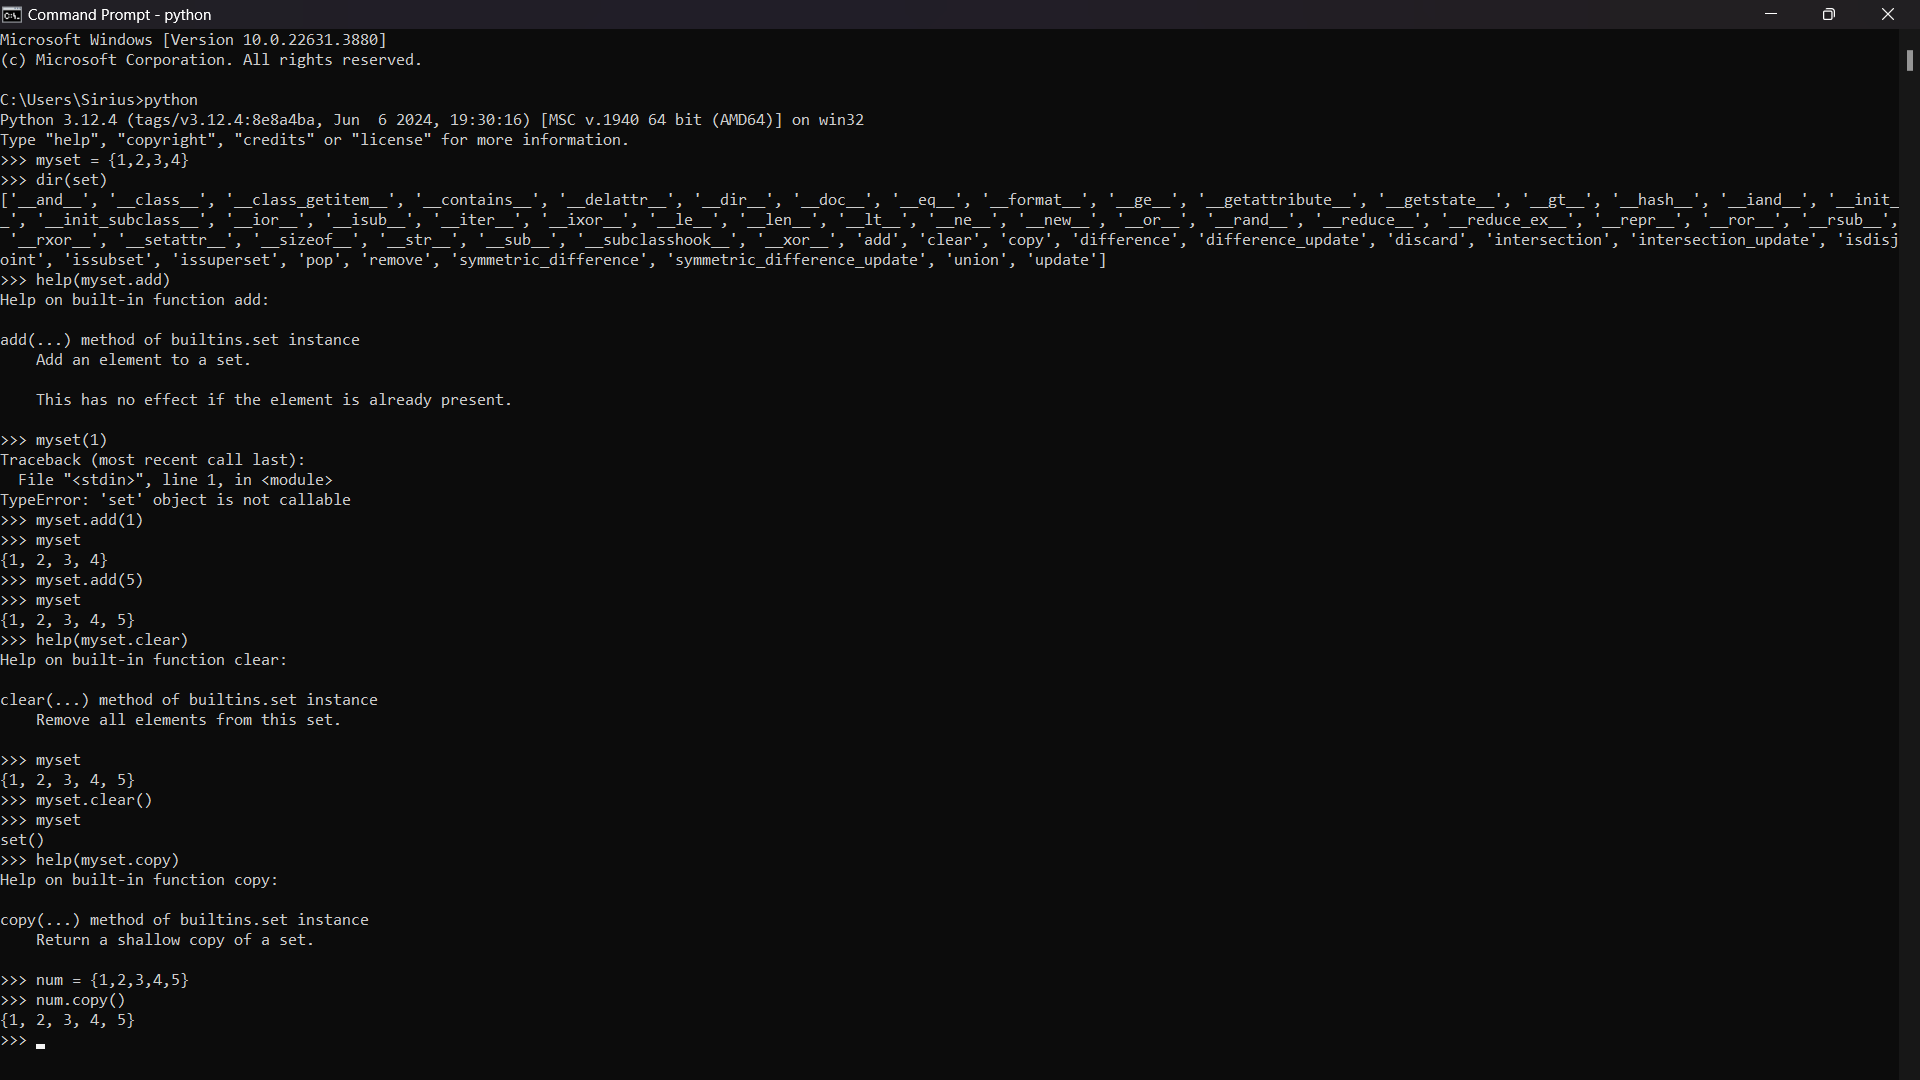 Command Prompt - python
Microsoft Windows [Version 10.0.22631.3880]
(c) Microsoft Corporation. All rights reserved.
C:\Users\Sirius>python
Python 3.12.4 (tags/v3.12.4:8e8a4ba, Jun  6 2024, 19:30:16) [MSC v.1940 64 bit (AMD64)] on win32
Type "help", "copyright", "credits" or "license" for more information.
>>> myset = {1,2,3,4}
>>> dir(set)
['__and__', '__class__', '__class_getitem__', '__contains__', '__delattr__', '__dir__', '__doc__', '__eq__', '__format__', '__ge__', '__getattribute__', '__getstate__', '__gt__', '__hash__', '__iand__', '__init_
_', '__init_subclass__', '__ior__', '__isub__', '__iter__', '__ixor__', '__le__', '__len__', '__lt__', '__ne__', '__new__', '__or__', '__rand__', '__reduce__', '__reduce_ex__', '__repr__', '__ror__', '__rsub__',
 '__rxor__', '__setattr__', '__sizeof__', '__str__', '__sub__', '__subclasshook__', '__xor__', 'add', 'clear', 'copy', 'difference', 'difference_update', 'discard', 'intersection', 'intersection_update', 'isdisj
oint', 'issubset', 'issuperset', 'pop', 'remove', 'symmetric_difference', 'symmetric_difference_update', 'union', 'update']
>>> help(myset.add)
Help on built-in function add:
add(...) method of builtins.set instance
    Add an element to a set.
    This has no effect if the element is already present.
>>> myset(1)
Traceback (most recent call last):
  File "<stdin>", line 1, in <module>
TypeError: 'set' object is not callable
>>> myset.add(1)
>>> myset
{1, 2, 3, 4}
>>> myset.add(5)
>>> myset
{1, 2, 3, 4, 5}
>>> help(myset.clear)
Help on built-in function clear:
clear(...) method of builtins.set instance
    Remove all elements from this set.
>>> myset
{1, 2, 3, 4, 5}
>>> myset.clear()
>>> myset
set()
>>> help(myset.copy)
Help on built-in function copy:
copy(...) method of builtins.set instance
    Return a shallow copy of a set.
>>> num = {1,2,3,4,5}
>>> num.copy()
{1, 2, 3, 4, 5}
>>>